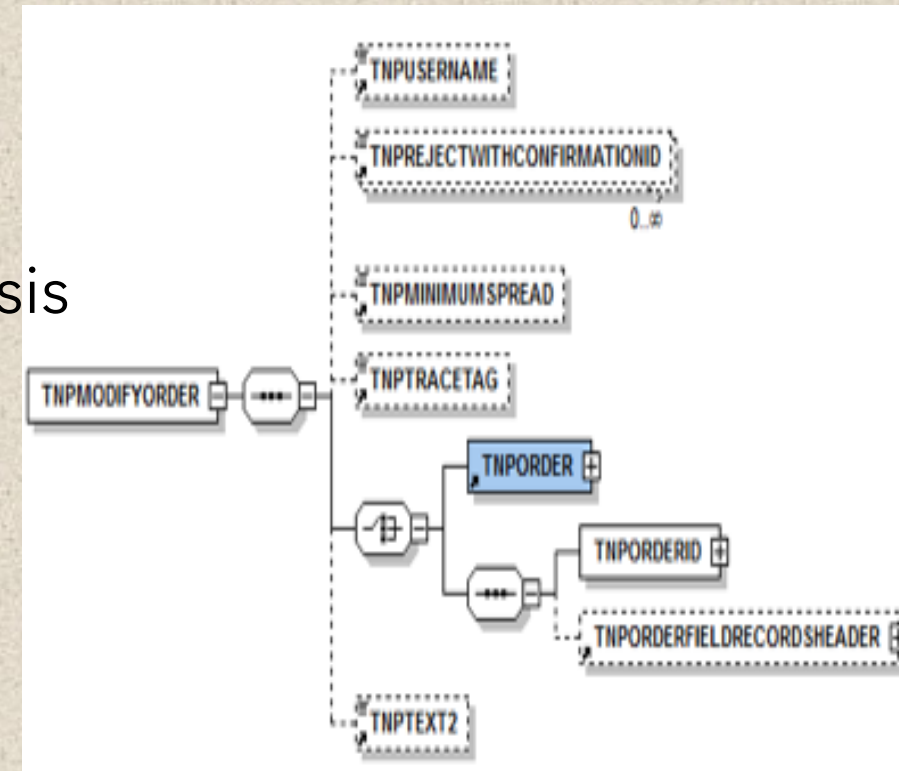 TNPUSERNAME
TNPREJECTWITHCONFIRMATIONID
0..∞
sis
TNPMINIMUMSPREAD
TNPTRACETAG
TNPMODIFYORDER
TNPORDER
TNPORDERID
TNPORDERFIELDRECORDSHEADER
TNPTEXT2